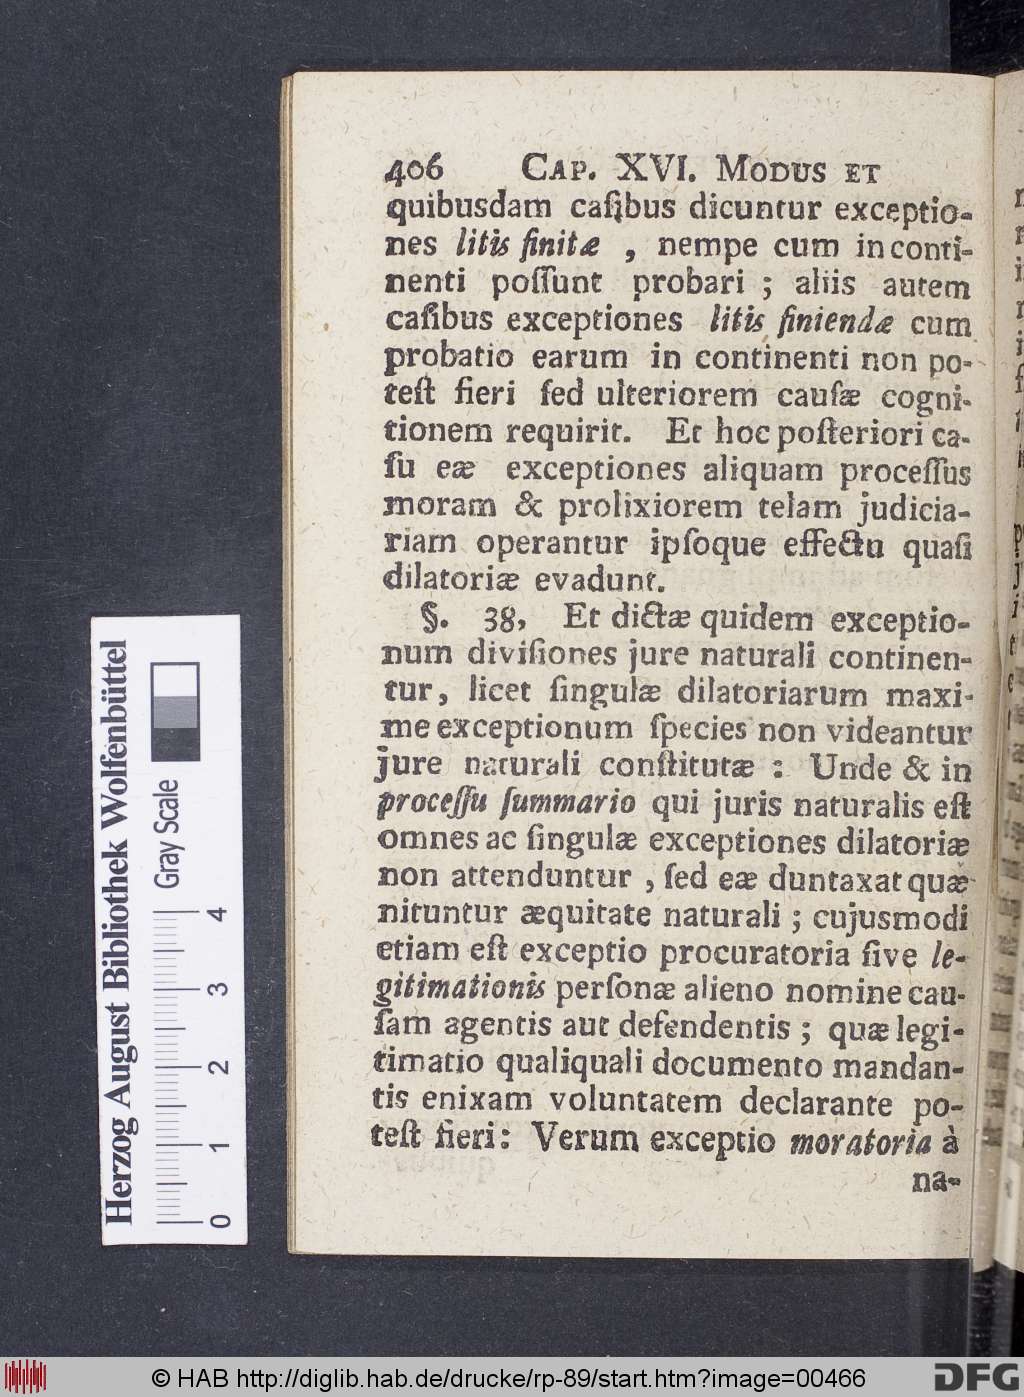 406 CAP. XVI. MODUS ET
quibusdam caſibus dicuntur exceptio-
nes litis finitæ , nempe cum in conti-
nenti poſſunt probari ; aliis autem
caſibus exceptiones litis finiendæ cum
probatio earum in continenti non po-
teſt fieri ſed ulteriorem cauſæ cogni-
tionem requirit. Et hoc poſteriori ca-
ſu eæ exceptiones aliquam proceſſus
moram & prolixiorem telam judicia-
riam operantur ipſoque effectu quaſi
dilatoriæ evadunt.
§. 38, Et dictæ quidem exceptio-
num diviſiones jure naturali continen-
tur, licet ſingulæ dilatoriarum maxi-
me exceptionum ſpecies non videantur
jure naturali conſtitutæ : Unde & in
proceſſu ſummario qui juris naturalis eſt
omnes ac ſingulæ exceptiones dilatoriæ
non attenduntur , ſed eæ duntaxat quæ
nituntur æquitate naturali ; cujusmodi
etiam eſt exceptio procuratoria ſive le-
gitimationis perſonæ alieno nomine cau-
ſam agentis aut defendentis ; quæ legi-
timatio qualiquali documento mandan-
tis enixam voluntatem declarante po-
teſt fieri: Verum exceptio moratoria à
na-
Herzog August Bibliothek Wolfenbüttel
Gray Scale
0 1 2 3 4
© HAB http://diglib.hab.de/drucke/rp-89/start.htm?image=00466
DFG